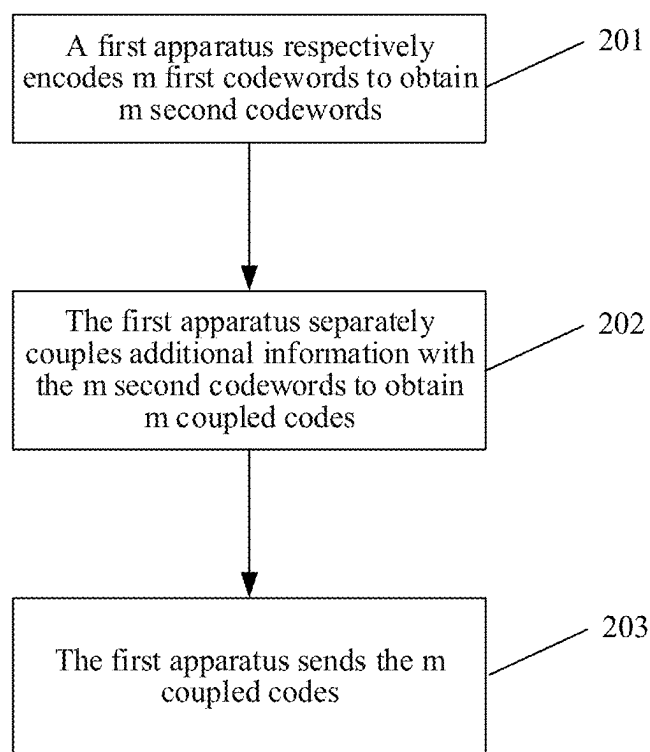 A first apparatus respectively
encodes m first codewords to obtain
m second codewords
201
The first apparatus separately
couples additional information with
the m second codewords to obtain
m coupled codes
202
The first apparatus sends the m
coupled codes
203